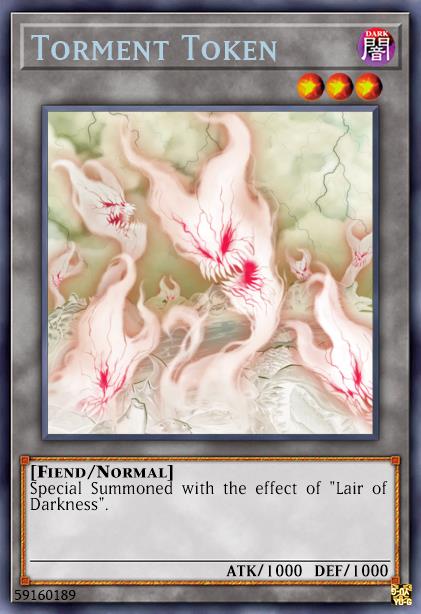 Torment Token
DARK
闇
[Fiend/Normal]
Special Summoned with the effect of "Lair of
Darkness".
ATK/1000 DEF/1000
59160189